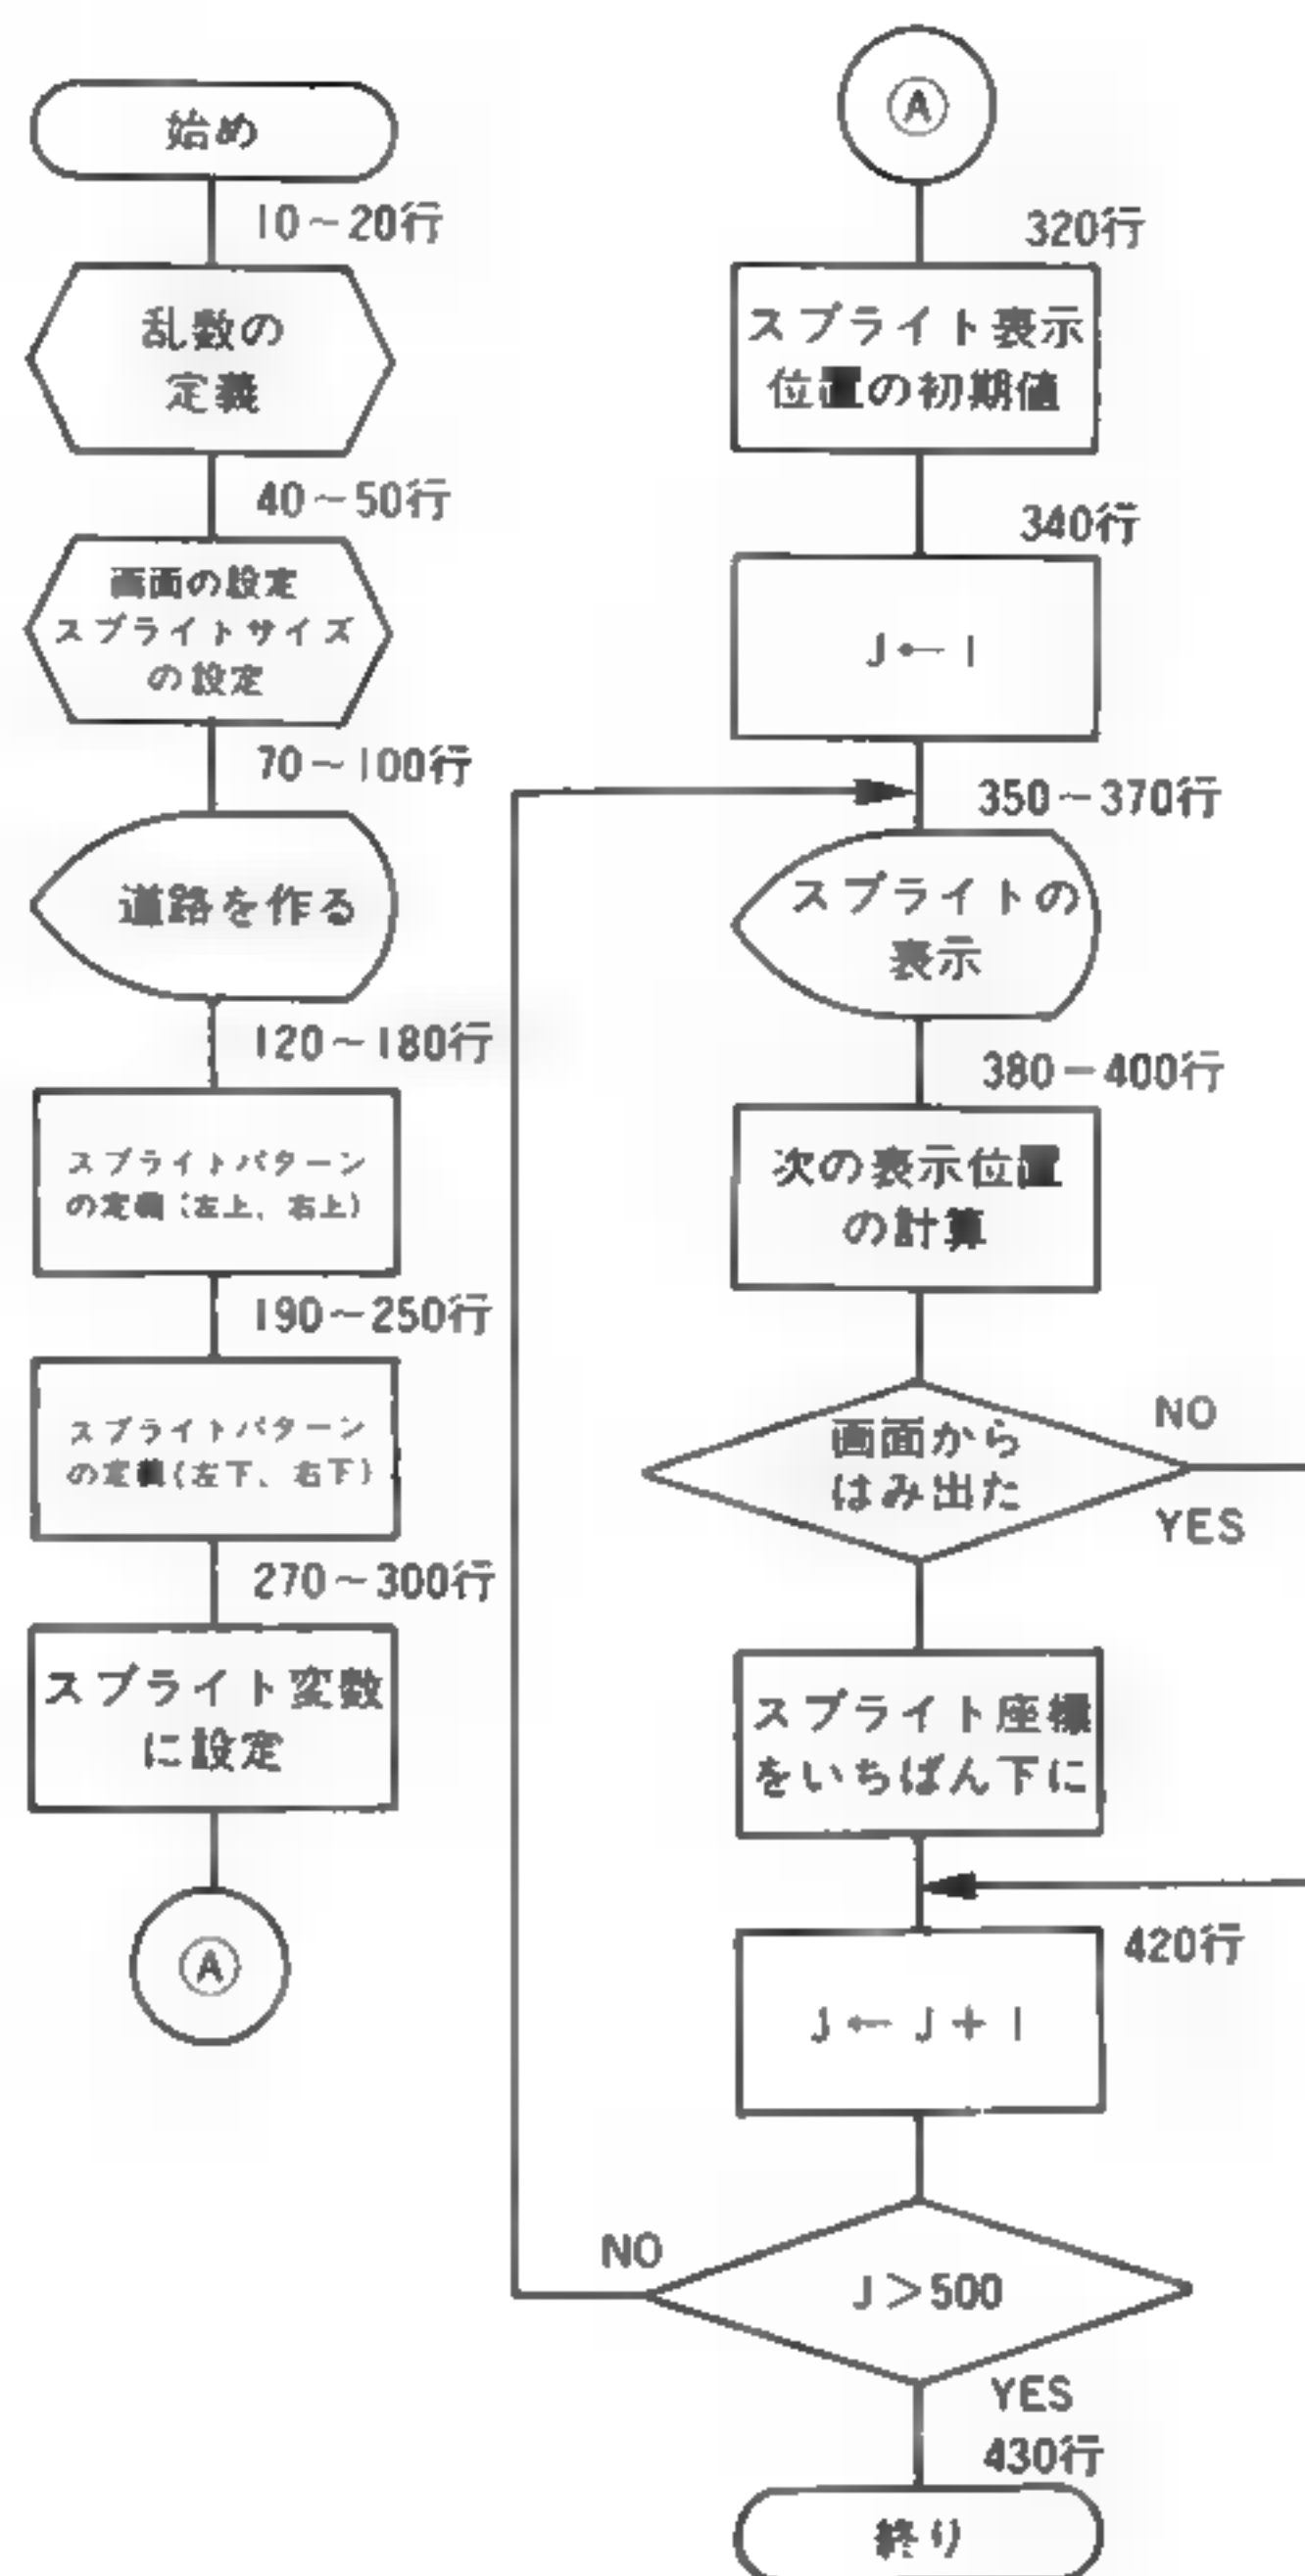 始め
10～20行
乱数の
定義
40～50行
画面の設定
スプライトサイズ
の設定
70～100行
道路を作る
120～180行
スプライトパターン
の定義（左上、右上）
190～250行
スプライトパターン
の定義（左下、右下）
270～300行
スプライト変数
に設定
Ⓐ
Ⓐ
320行
スプライト表示
位置の初期値
340行
J←1
350～370行
スプライトの
表示
380－400行
次の表示位置
の計算
画面から
はみ出た
NO
YES
スプライト座標
をいちばん下に
420行
J←J＋1
NO
J＞500
YES
430行
終り